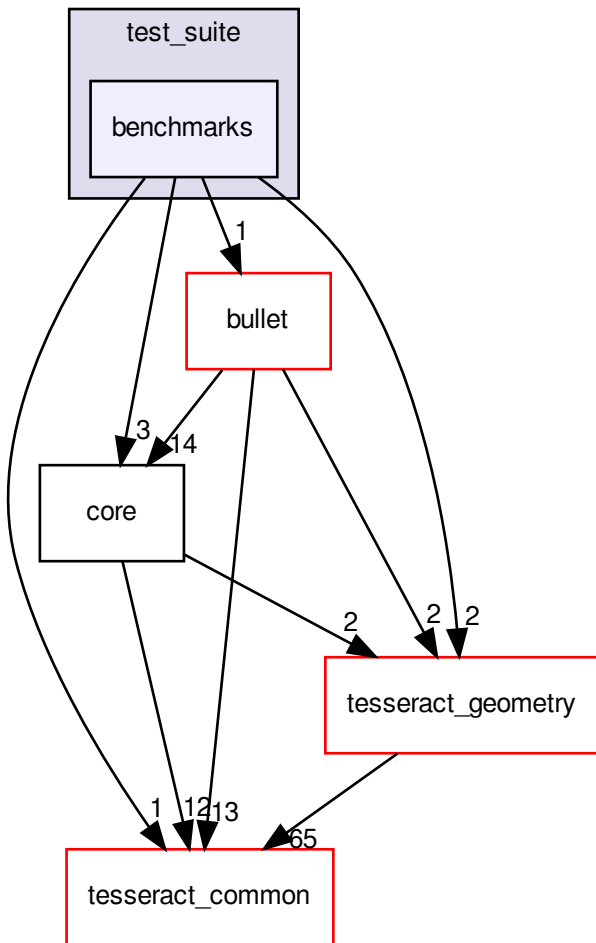 test_suite
benchmarks
1
bullet
3
14
core
2
2
2
tesseract_geometry
1
12
13
65
tesseract_common